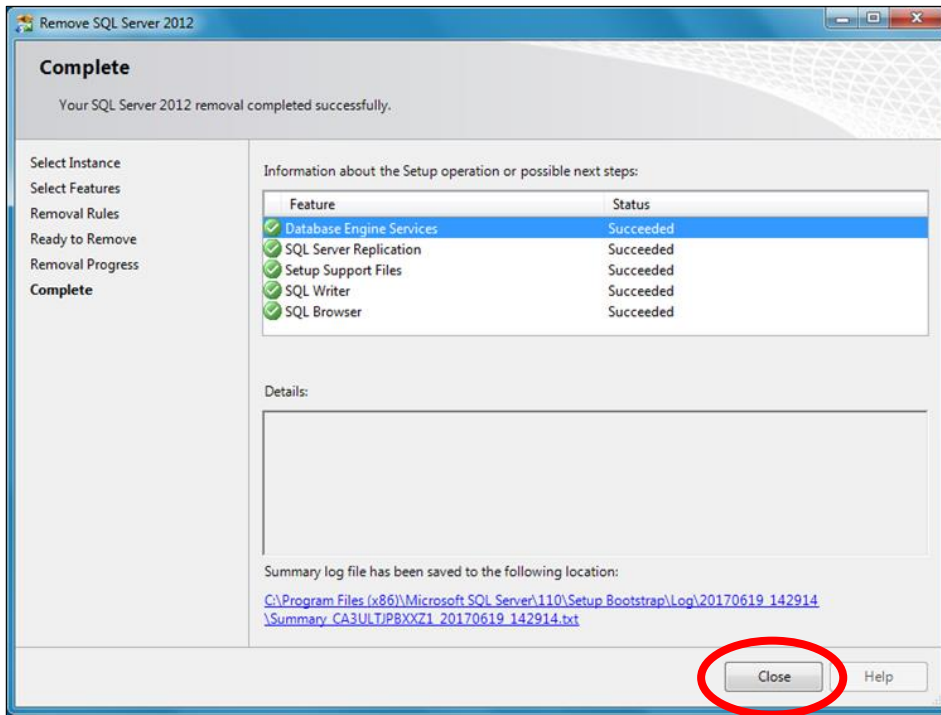 Remove SQL Server 2012
Complete
Your SQL Server 2012 removal completed successfully.
Select Instance
Select Features
Removal Rules
Ready to Remove
Removal Progress
Complete
Information about the Setup operation or possible next steps:
Feature Status
Database Engine Services Succeeded
SQL Server Replication Succeeded
Setup Support Files Succeeded
SQL Writer Succeeded
SQL Browser Succeeded
Details:
Summary log file has been saved to the following location:
C:\Program Files (x86)\Microsoft SQL Server\110\Setup Bootstrap\Log\20170619_142914
\Summary_CA3ULTJPBXXZ1_20170619_142914.txt
Close Help